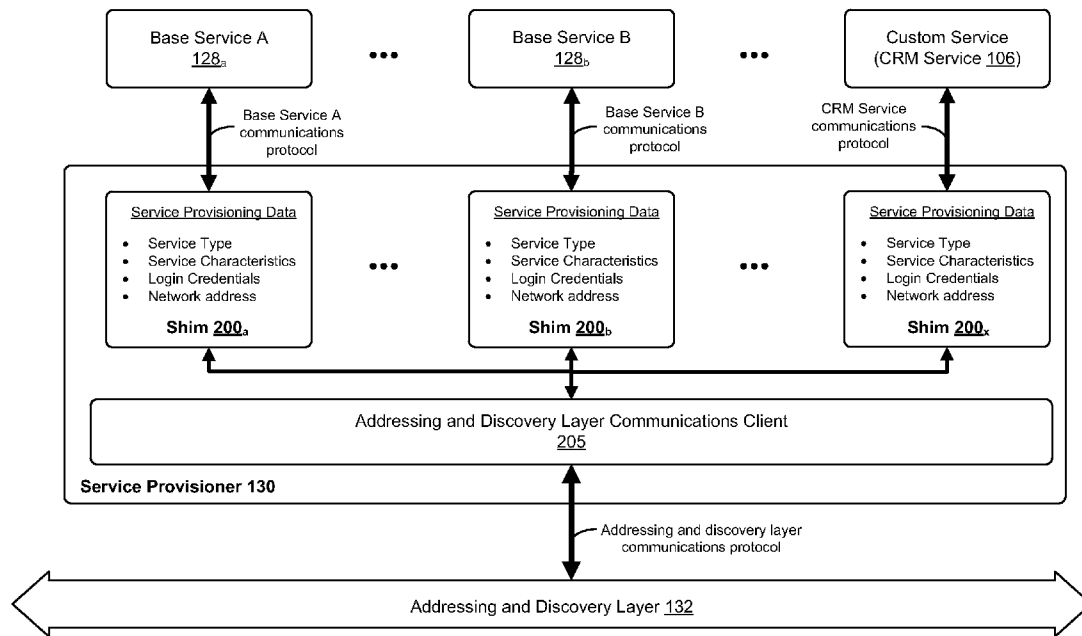 Base Service A
128a
•••
Base Service B
128b
•••
Custom Service
(CRM Service 106)
Base Service A
communications
protocol
Base Service B
communications
protocol
CRM Service
communications
protocol
Service Provisioning Data
• Service Type
• Service Characteristics
• Login Credentials
• Network address
Shim 200a
•••
Service Provisioning Data
• Service Type
• Service Characteristics
• Login Credentials
• Network address
Shim 200b
•••
Service Provisioning Data
• Service Type
• Service Characteristics
• Login Credentials
• Network address
Shim 200x
Addressing and Discovery Layer Communications Client
205
Service Provisioner 130
Addressing and discovery layer
communications protocol
Addressing and Discovery Layer 132